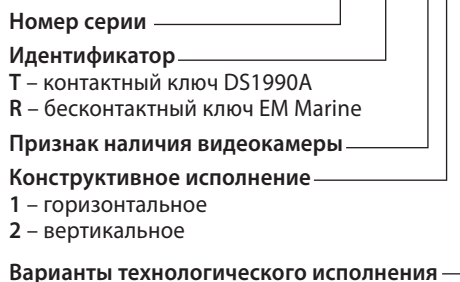 Номер серии
Идентификатор
T – контактный ключ DS1990A
R – бесконтактный ключ EM Marine
Признак наличия видеокамеры
Конструктивное исполнение
1 – горизонтальное
2 – вертикальное
Варианты технологического исполнения